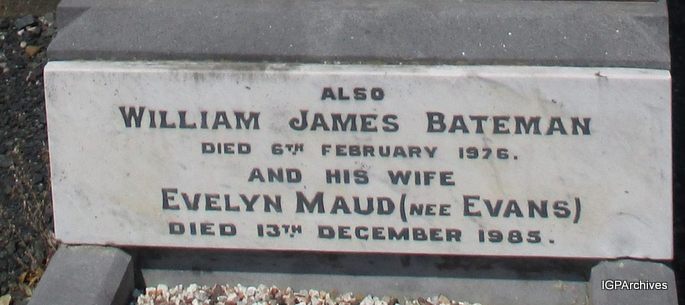 ALSO
WILLIAM JAMES BATEMAN
DIED 6TH FEBRUARY 1976.
AND HIS WIFE
EVELYN MAUD (NEE EVANS)
DIED 13TH DECEMBER 1985.
IGPArchives